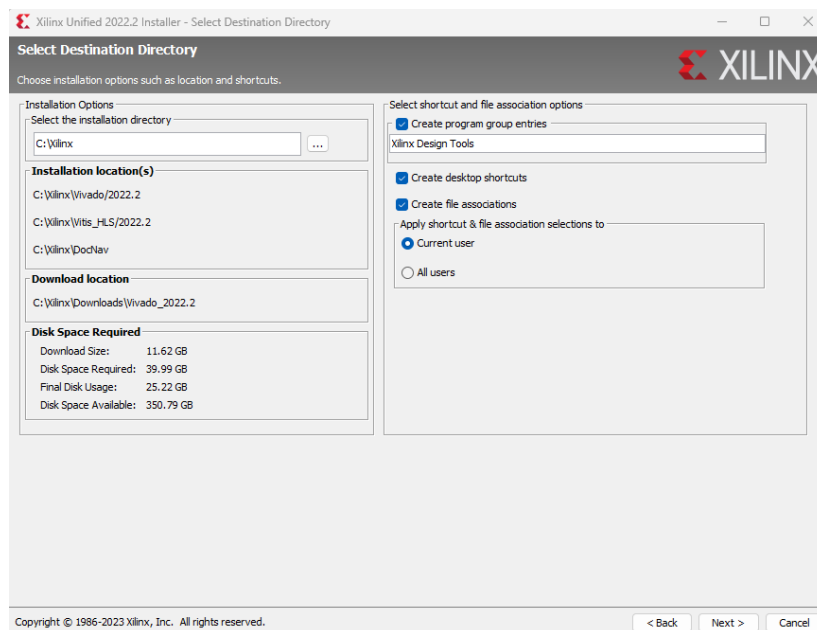 Xilinx Unified 2022.2 Installer - Select Destination Directory
Select Destination Directory
Choose installation options such as location and shortcuts.
XILINX
Installation Options
Select the installation directory
C:\Xilinx
...
Installation location(s)
C:\Xilinx\Vivado/2022.2
C:\Xilinx\Vitis_HLS/2022.2
C:\Xilinx\DocNav
Download location
C:\Xilinx\Downloads\Vivado_2022.2
Disk Space Required
Download Size: 11.62 GB
Disk Space Required: 39.99 GB
Final Disk Usage: 25.22 GB
Disk Space Available: 350.79 GB
Select shortcut and file association options
Create program group entries
Xilinx Design Tools
Create desktop shortcuts
Create file associations
Apply shortcut & file association selections to
Current user
All users
Copyright © 1986-2023 Xilinx, Inc. All rights reserved.
< Back Next > Cancel